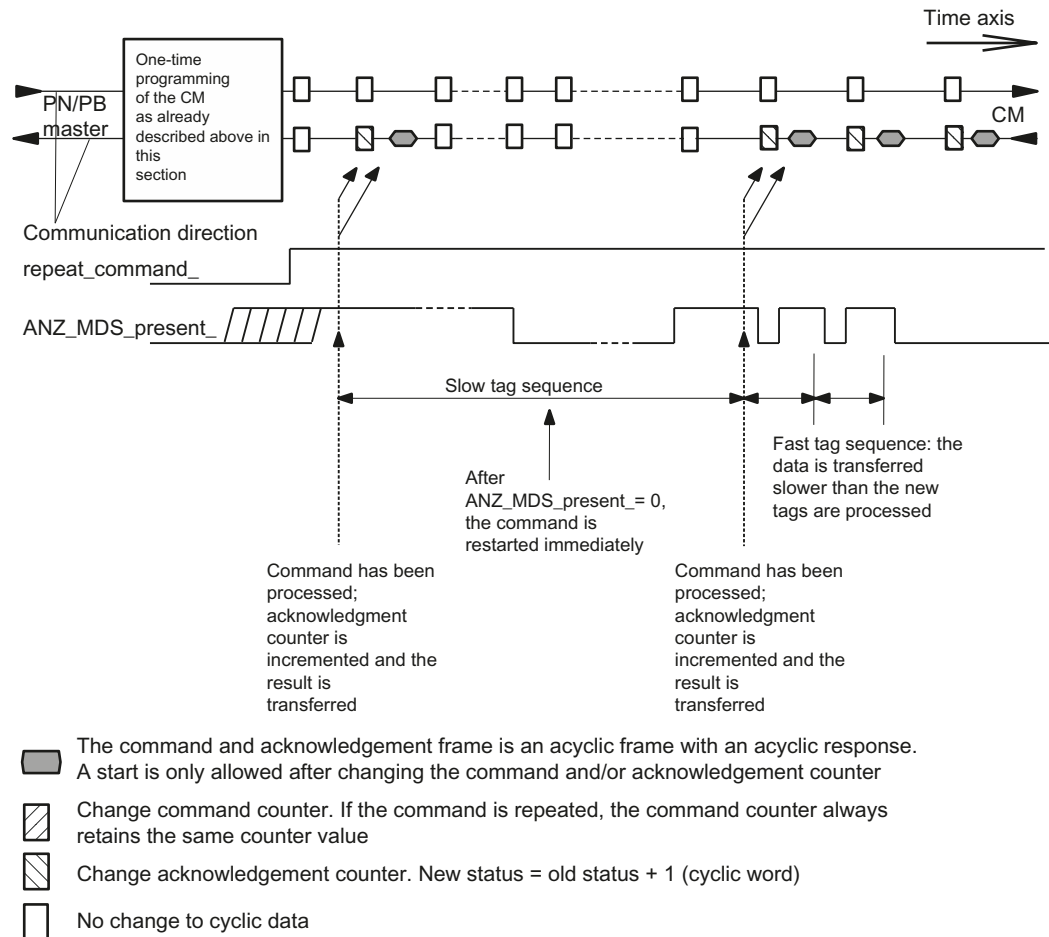 Time axis
One-time
programming
of the CM
as already
described above in
this
section
PN/PB
master
CM
Communication direction
repeat_command_
ANZ_MDS_present_
Slow tag sequence
After
ANZ_MDS_present_= 0,
the command is
restarted immediately
Fast tag sequence: the
data is transferred
slower than the new
tags are processed
Command has been
processed;
acknowledgment
counter is
incremented and the
result is
transferred
Command has been
processed;
acknowledgment
counter is
incremented and the
result is
transferred
The command and acknowledgement frame is an acyclic frame with an acyclic response.
A start is only allowed after changing the command and/or acknowledgement counter
Change command counter. If the command is repeated, the command counter always
retains the same counter value
Change acknowledgement counter. New status = old status + 1 (cyclic word)
No change to cyclic data